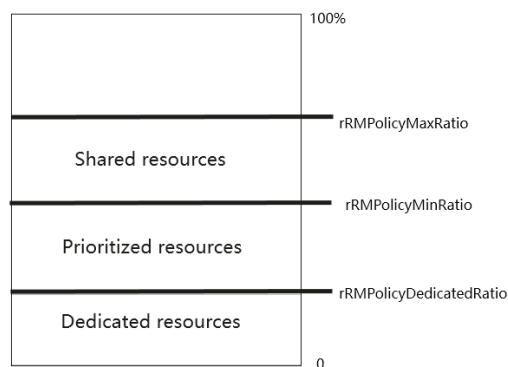 100%
rRMPolicyMaxRatio
Shared resources
rRMPolicyMinRatio
Prioritized resources
rRMPolicyDedicatedRatio
Dedicated resources
0